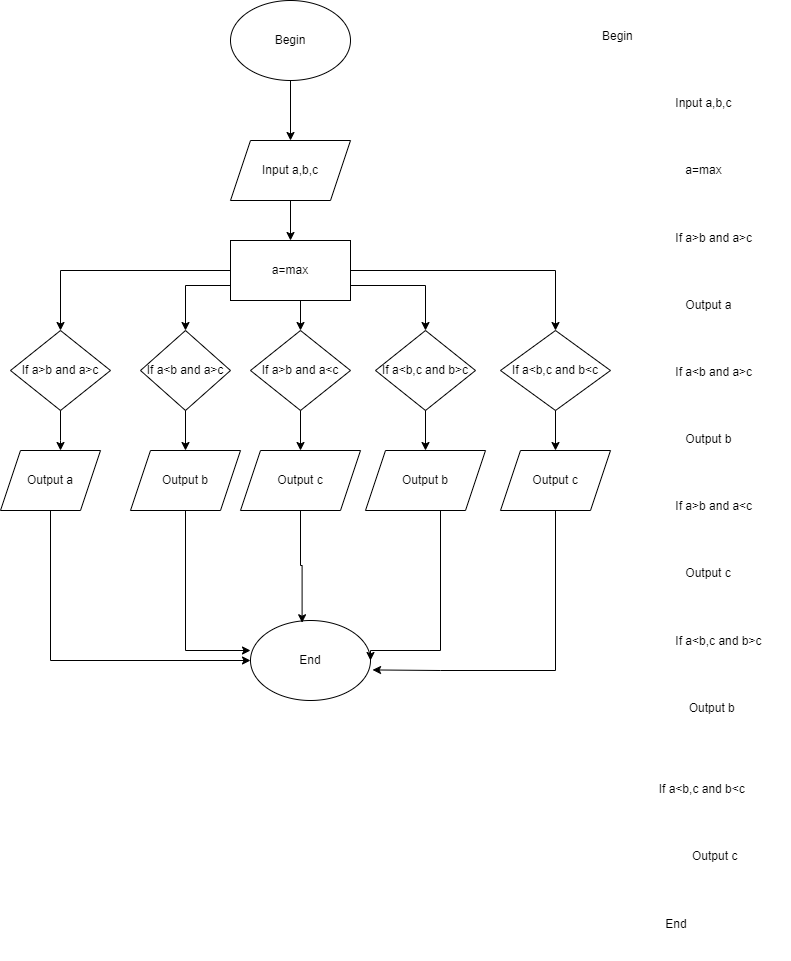 Begin
Input a,b,c
a=max
If a>b and a>c
If a<b and a>c
If a>b and a<c
If a<b,c and b>c
If a<b,c and b<c
Output a
Output b
Output c
Output b
Output c
End
Begin
Input a,b,c
a=max
If a>b and a>c
Output a
If a<b and a>c
Output b
If a>b and a<c
Output c
If a<b,c and b>c
Output b
If a<b,c and b<c
Output c
End